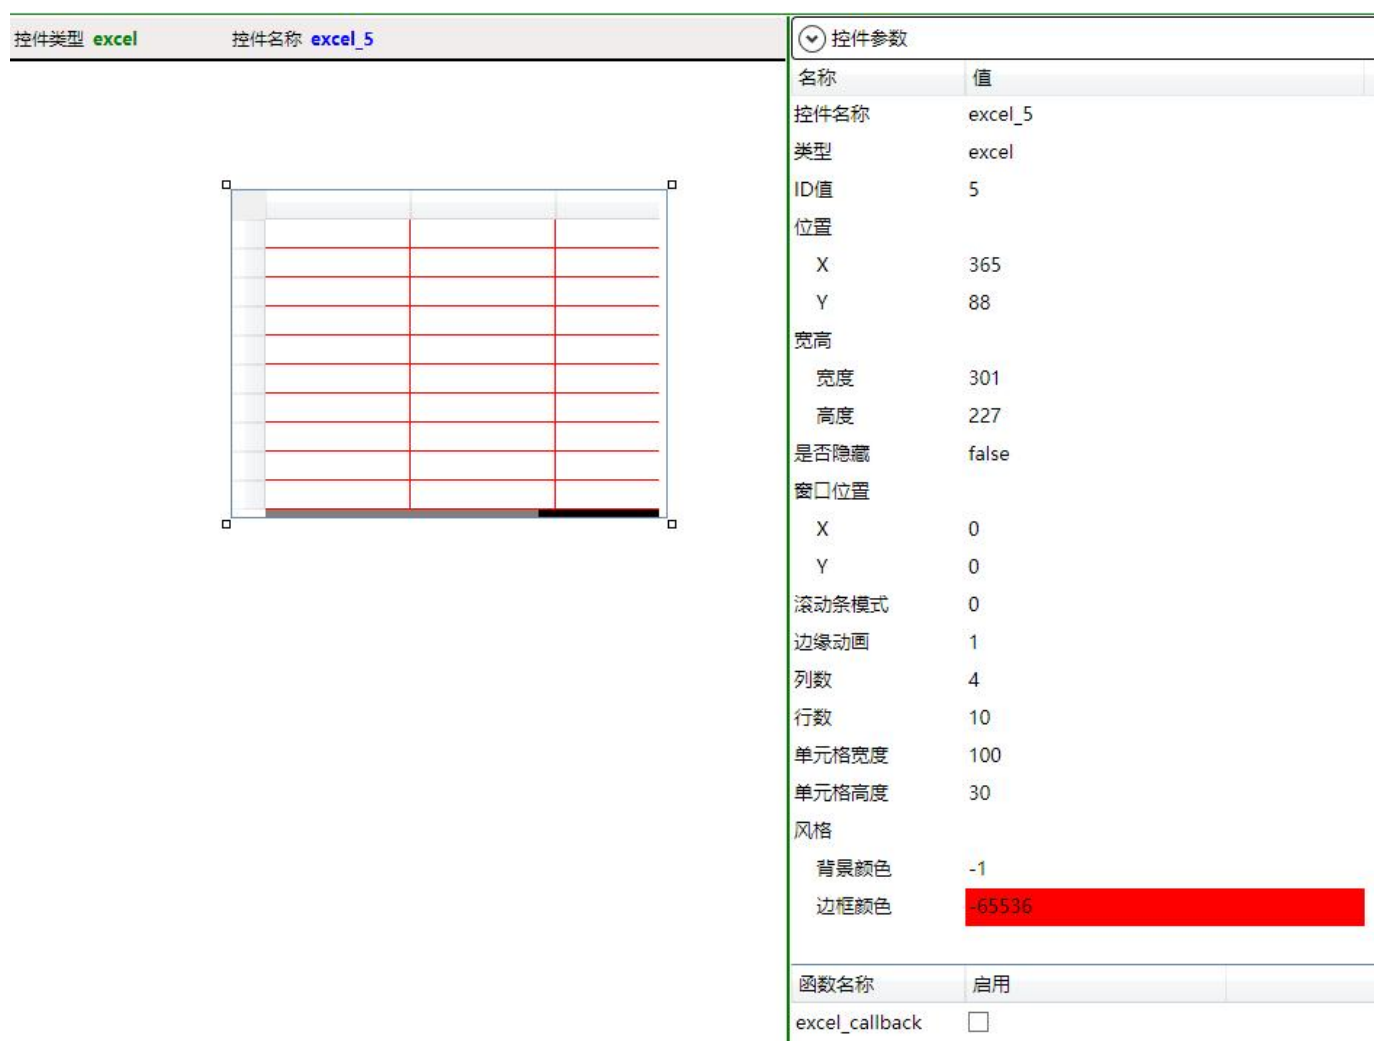 控件类型 excel 控件名称 excel_5
控件参数
名称 值
控件名称 excel_5
类型 excel
ID值 5
位置
X 365
Y 88
宽高
宽度 301
高度 227
是否隐藏 false
窗口位置
X 0
Y 0
滚动条模式 0
边缘动画 1
列数 4
行数 10
单元格宽度 100
单元格高度 30
风格
背景颜色 -1
边框颜色 -65536
函数名称 启用
excel_callback